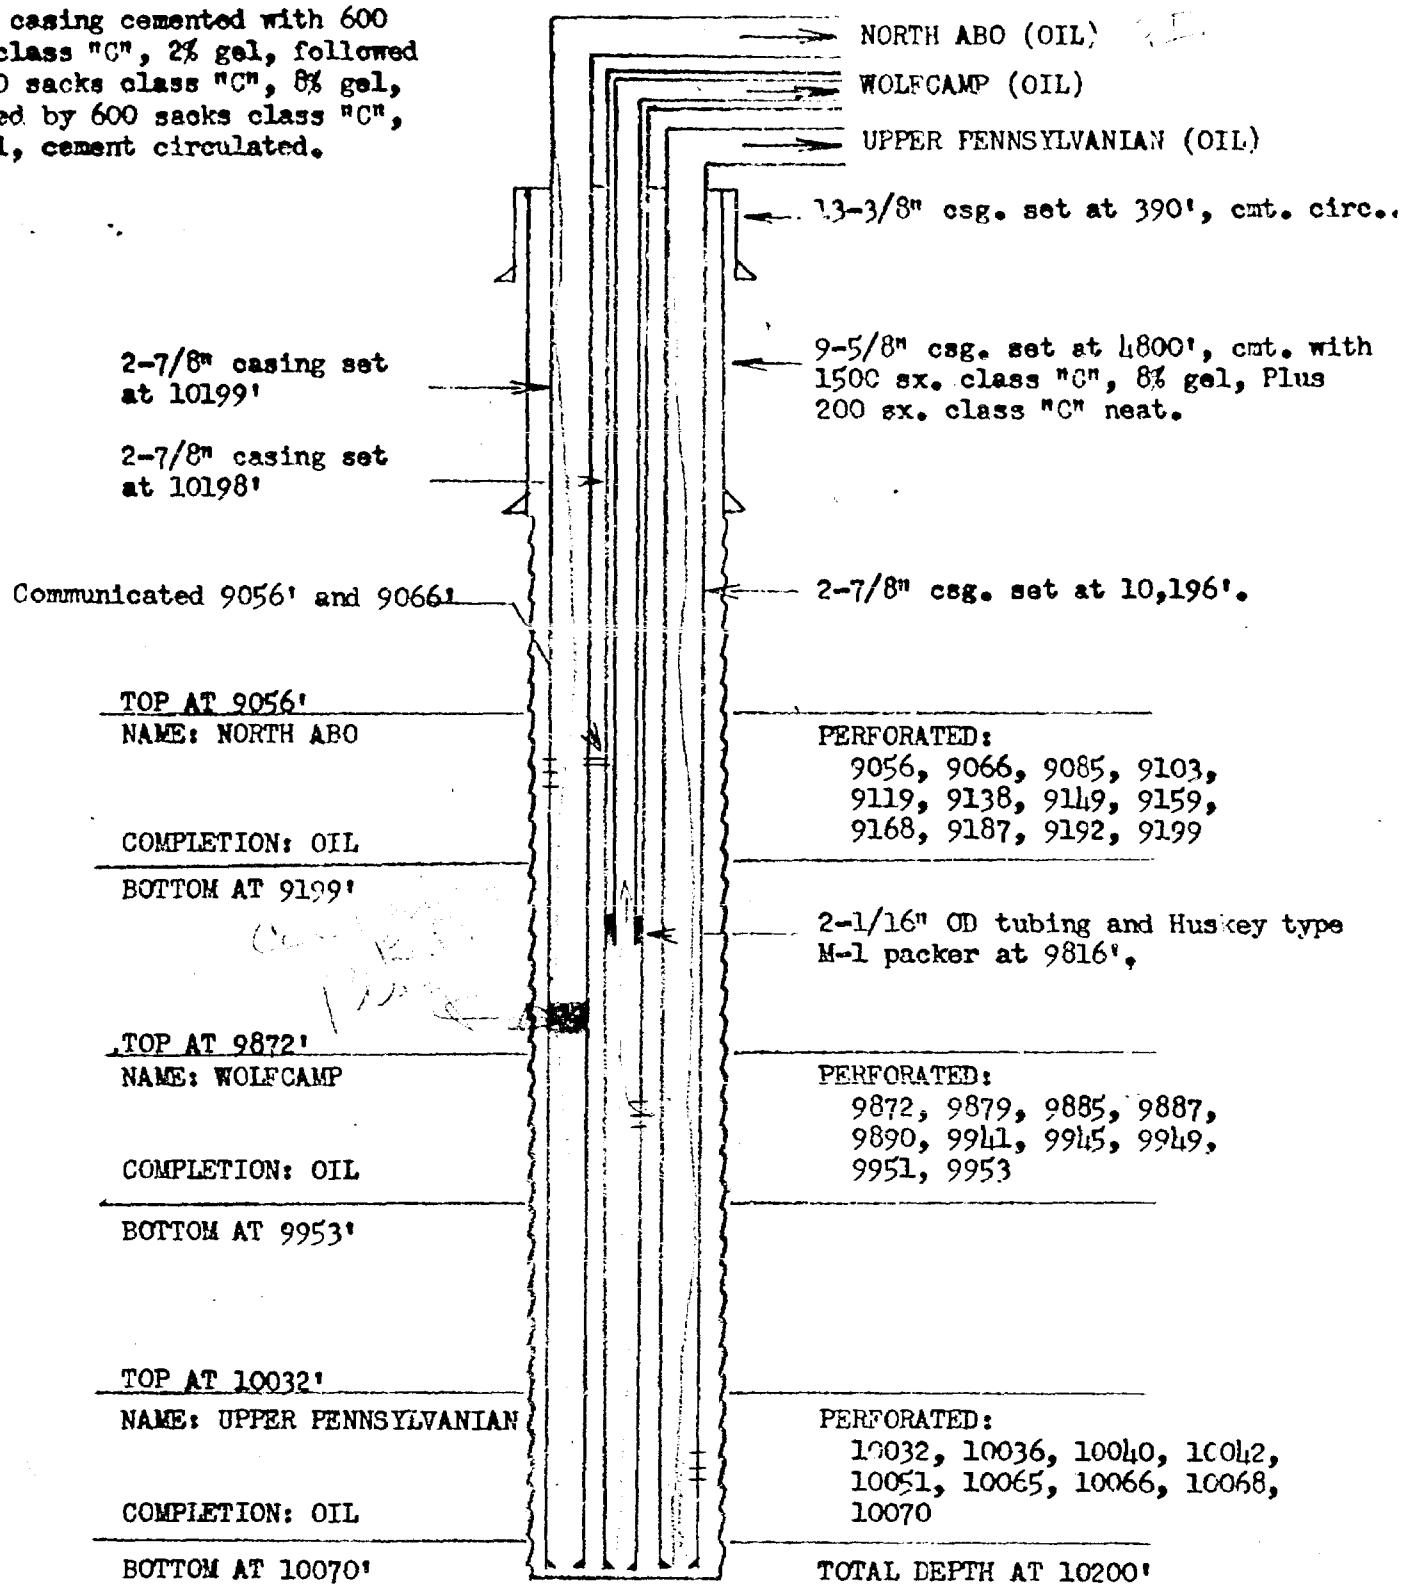 casing cemented with 600
class "C", 2% gel, followed
sacks class "C", 8% gel,
by 600 sacks class "C",
cement circulated.
NORTH ABO (OIL)
WOLFCAMP (OIL)
UPPER PENNSYLVANIAN (OIL)
13-3/8" csg. set at 390', cmt. circ..
2-7/8" casing set
at 10199'
9-5/8" csg. set at 4800', cmt. with
1500 sx. class "C", 8% gel, Plus
200 sx. class "C" neat.
2-7/8" casing set
at 10198'
Communicated 9056' and 9066'
2-7/8" csg. set at 10,196'.
TOP AT 9056'
NAME: NORTH ABO
PERFORATED:
9056, 9066, 9085, 9103,
9119, 9138, 9149, 9159,
9168, 9187, 9192, 9199
COMPLETION: OIL
BOTTOM AT 9199'
2-1/16" OD tubing and Huskey type
M-1 packer at 9816'.
TOP AT 9872'
NAME: WOLFCAMP
PERFORATED:
9872, 9879, 9885, 9887,
9890, 9941, 9945, 9949,
9951, 9953
COMPLETION: OIL
BOTTOM AT 9953'
TOP AT 10032'
NAME: UPPER PENNSYLVANIAN
PERFORATED:
10032, 10036, 10040, 10042,
10051, 10065, 10066, 10068,
10070
COMPLETION: OIL
BOTTOM AT 10070'
TOTAL DEPTH AT 10200'